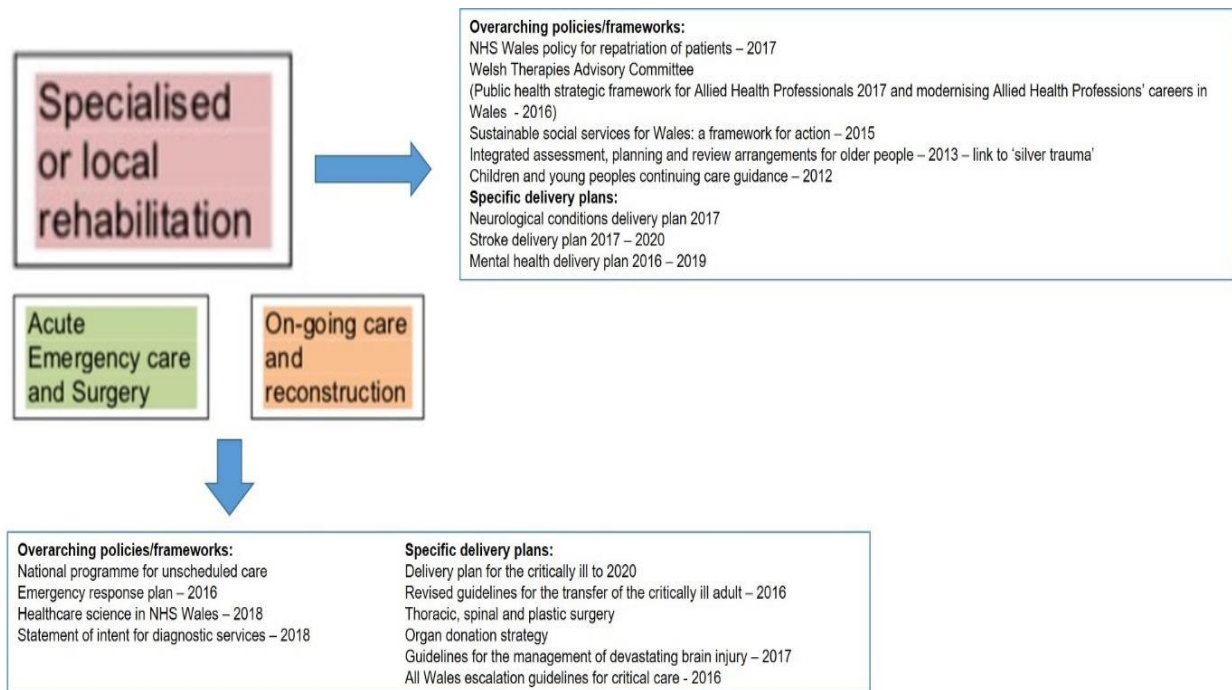 Specialised
or local
rehabilitation
Overarching policies/frameworks:
NHS Wales policy for repatriation of patients – 2017
Welsh Therapies Advisory Committee
(Public health strategic framework for Allied Health Professionals 2017 and modernising Allied Health Professions’ careers in
Wales - 2016)
Sustainable social services for Wales: a framework for action – 2015
Integrated assessment, planning and review arrangements for older people – 2013 – link to ‘silver trauma’
Children and young peoples continuing care guidance – 2012
Specific delivery plans:
Neurological conditions delivery plan 2017
Stroke delivery plan 2017 – 2020
Mental health delivery plan 2016 – 2019
Acute
Emergency care
and Surgery
On-going care
and
reconstruction
Overarching policies/frameworks:
National programme for unscheduled care
Emergency response plan – 2016
Healthcare science in NHS Wales – 2018
Statement of intent for diagnostic services – 2018
Specific delivery plans:
Delivery plan for the critically ill to 2020
Revised guidelines for the transfer of the critically ill adult – 2016
Thoracic, spinal and plastic surgery
Organ donation strategy
Guidelines for the management of devastating brain injury – 2017
All Wales escalation guidelines for critical care - 2016